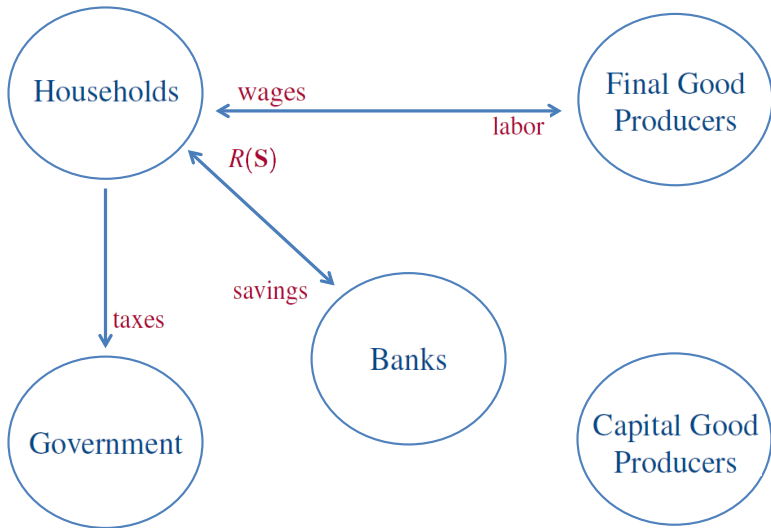 Households
wages
labor
Final Good
Producers
R(S)
savings
taxes
Banks
Government
Capital Good
Producers